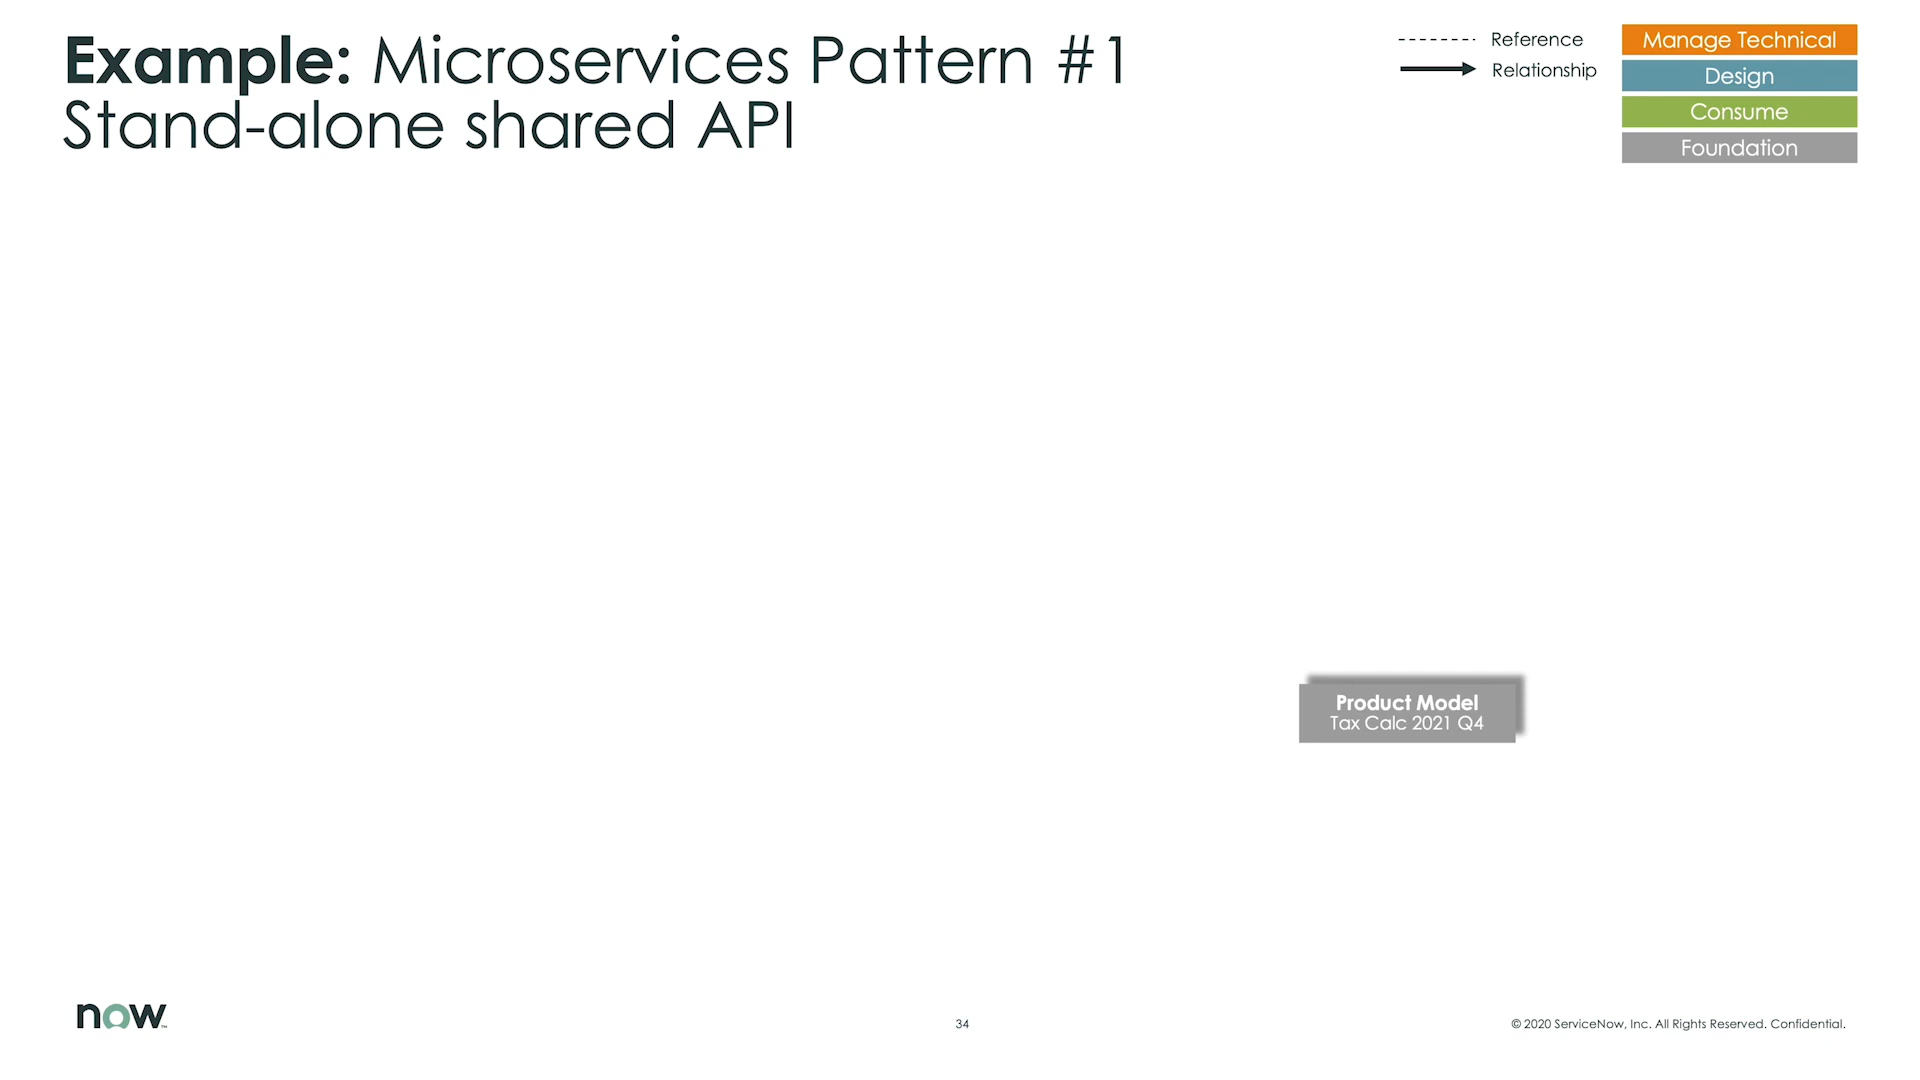 Example: Microservices Pattern #1
Stand-alone shared API
Reference
Relationship
Manage Technical
Design
Consume
Foundation
Product Model
Tax Calc 2021 Q4
now™
34
© 2020 ServiceNow, Inc. All Rights Reserved. Confidential.